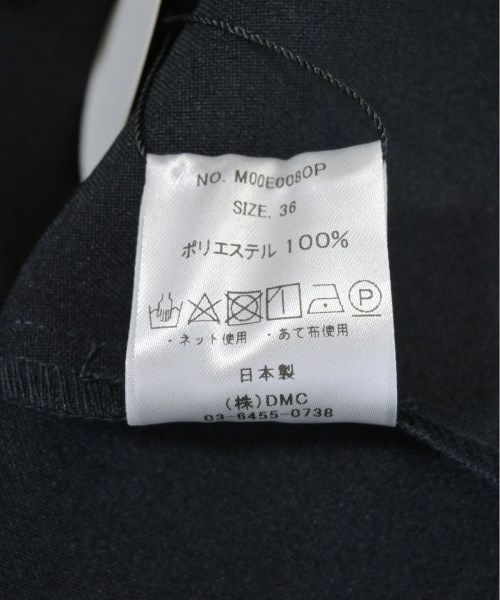 NO. M00E0080P
SIZE. 36
ポリエステル 100%
P
・ネット使用 ・あて布使用
日本製
(株)DMC
03-6455-0738